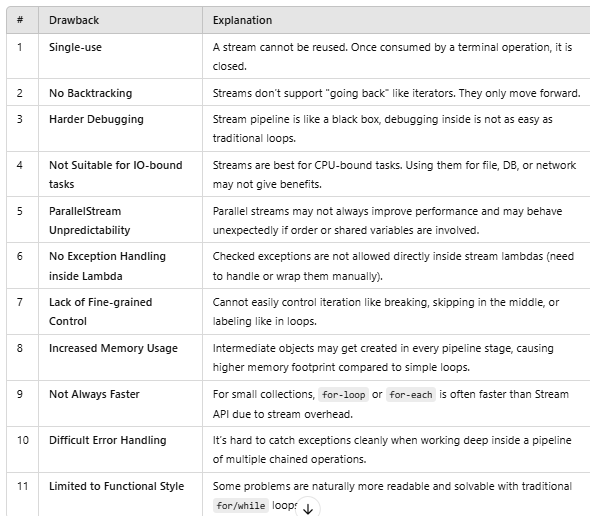 # Drawback Explanation
1 Single-use A stream cannot be reused. Once consumed by a terminal operation, it is
closed.
2 No Backtracking Streams don't support "going back" like iterators. They only move forward.
3 Harder Debugging Stream pipeline is like a black box, debugging inside is not as easy as
traditional loops.
4 Not Suitable for IO-bound Streams are best for CPU-bound tasks. Using them for file, DB, or network
tasks may not give benefits.
5 ParallelStream Parallel streams may not always improve performance and may behave
Unpredictability unexpectedly if order or shared variables are involved.
6 No Exception Handling Checked exceptions are not allowed directly inside stream lambdas (need
inside Lambda to handle or wrap them manually).
7 Lack of Fine-grained Cannot easily control iteration like breaking, skipping in the middle, or
Control labeling like in loops.
8 Increased Memory Usage Intermediate objects may get created in every pipeline stage, causing
higher memory footprint compared to simple loops.
9 Not Always Faster For small collections, for-loop or for-each is often faster than Stream
API due to stream overhead.
10 Difficult Error Handling It's hard to catch exceptions cleanly when working deep inside a pipeline
of multiple chained operations.
11 Limited to Functional Style Some problems are naturally more readable and solvable with traditional
for/while loops